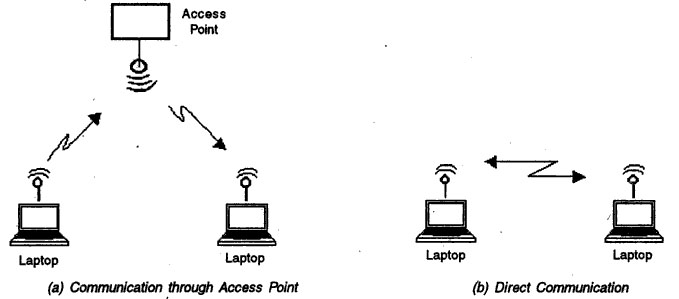 Access
Point
Laptop
Laptop
Laptop
Laptop
(a) Communication through Access Point
(b) Direct Communication